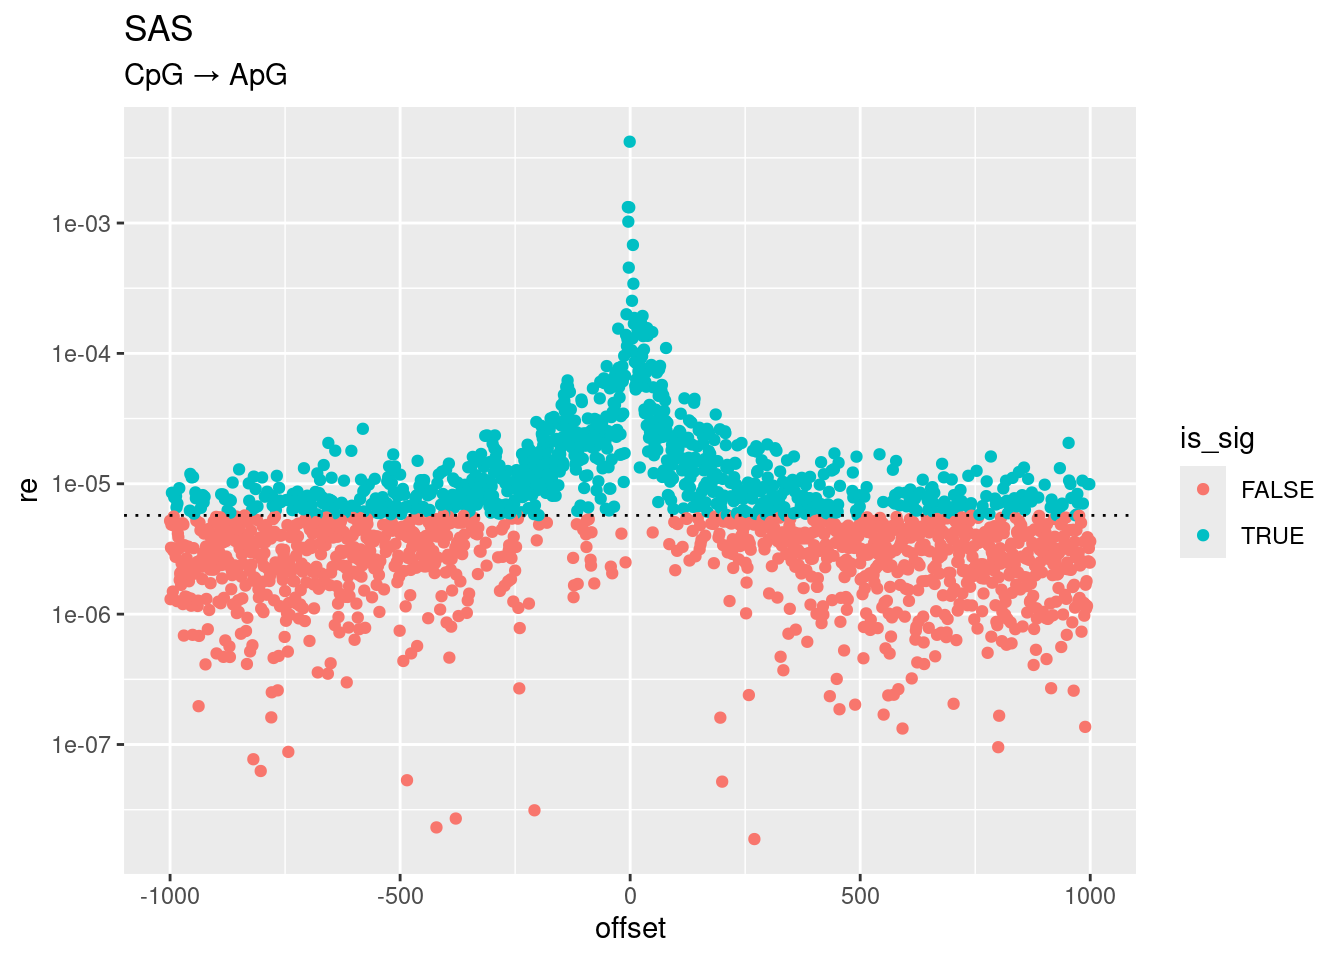 SAS
CpG → ApG
re
1e-03
1e-04
1e-05
1e-06
1e-07
-1000 -500 0 500 1000
offset
is_sig
FALSE
TRUE